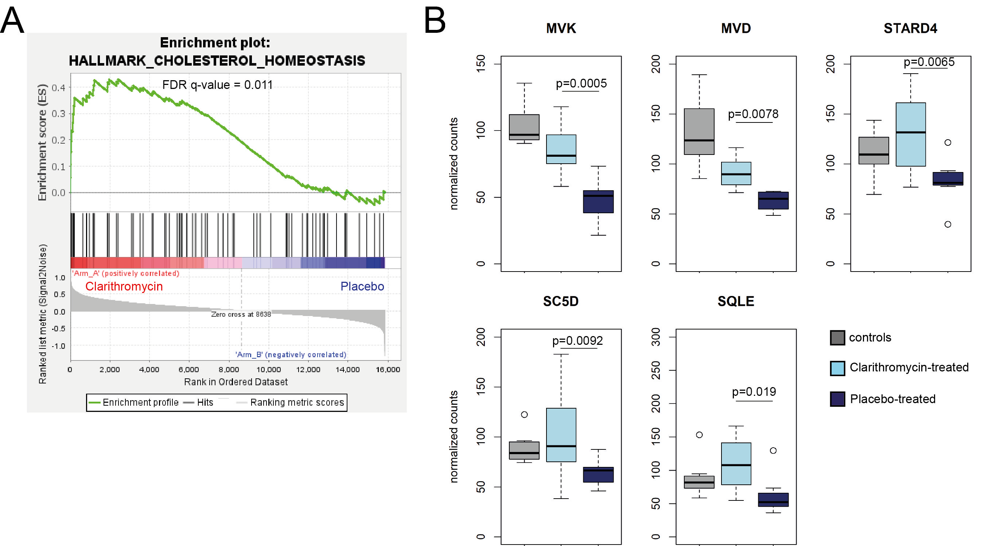 A
Enrichment plot:
HALLMARK_CHOLESTEROL_HOMEOSTASIS
FDR q-value = 0.011
Enrichment score (ES)
0.4
0.3
0.2
0.1
0.0
'Arm_A' (positively correlated)
Clarithromycin
Placebo
Ranked list metric (Signal2Noise)
1.0
0.5
0.0
-0.5
-1.0
Zero cross at 8638
'Arm_B' (negatively correlated)
0 2,000 4,000 6,000 8,000 10,000 12,000 14,000 16,000
Rank in Ordered Dataset
Enrichment profile Hits Ranking metric scores
B
MVK
normalized counts
150
100
50
0
p=0.0005
MVD
200
150
100
50
0
p=0.0078
STARD4
200
150
100
50
0
p=0.0065
SC5D
normalized counts
200
150
100
50
0
p=0.0092
SQLE
300
250
200
150
100
50
0
p=0.019
controls
Clarithromycin-treated
Placebo-treated